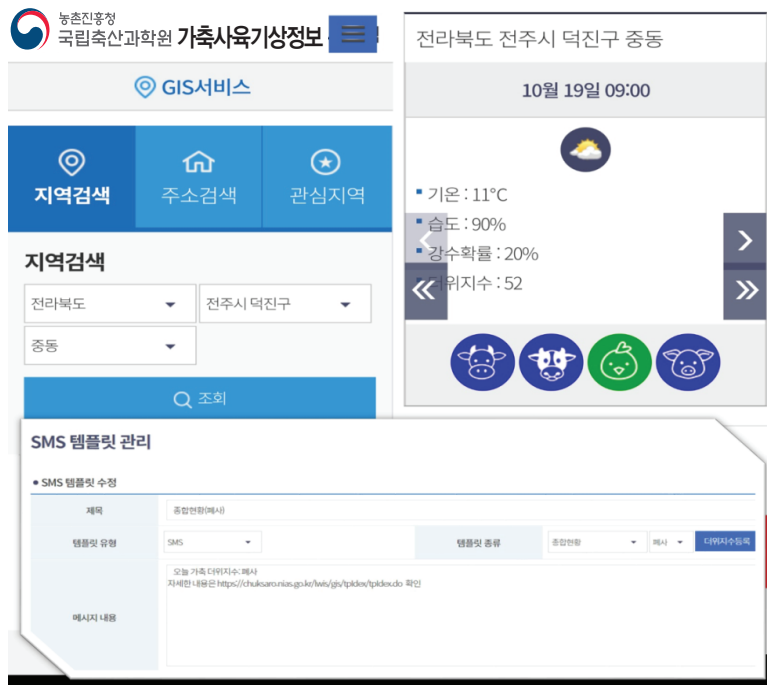 농촌진흥청
국립축산과학원 가축사육기상정보
GIS서비스
지역검색
주소검색
관심지역
지역검색
전라북도
전주시 덕진구
중동
조회
전라북도 전주시 덕진구 중동
10월 19일 09:00
기온 : 11°C
습도 : 90%
강수확률 : 20%
더위지수 : 52
SMS 템플릿 관리
SMS 템플릿 수정
제목
종합현황(폐사)
템플릿 유형
SMS
템플릿 종류
종합현황
폐사
더위지수등록
메시지 내용
오늘 가축 더위지수: 폐사
자세한 내용은 https://chuksaro.nias.go.kr/lwis/gis/tpIdex/tpIdex.do 확인